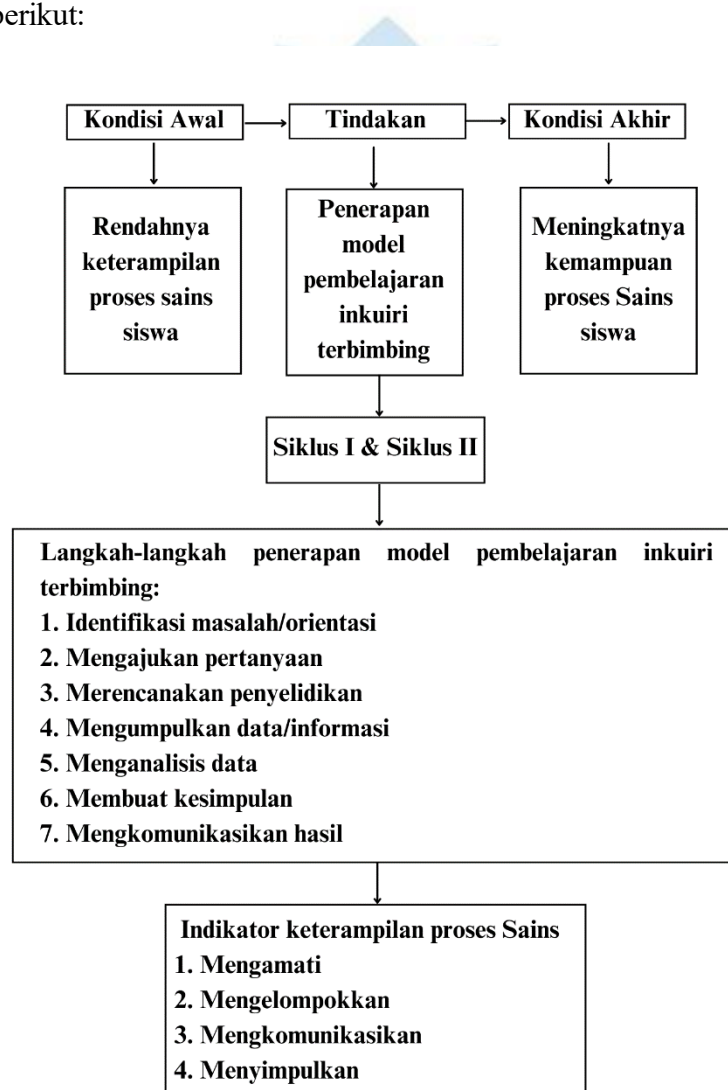 berikut:
Kondisi Awal
Tindakan
Kondisi Akhir
Rendahnya
keterampilan
proses sains
siswa
Penerapan
model
pembelajaran
inkuiri
terbimbing
Meningkatnya
kemampuan
proses Sains
siswa
Siklus I & Siklus II
Langkah-langkah penerapan model pembelajaran inkuiri
terbimbing:
1. Identifikasi masalah/orientasi
2. Mengajukan pertanyaan
3. Merencanakan penyelidikan
4. Mengumpulkan data/informasi
5. Menganalisis data
6. Membuat kesimpulan
7. Mengkomunikasikan hasil
Indikator keterampilan proses Sains
1. Mengamati
2. Mengelompokkan
3. Mengkomunikasikan
4. Menyimpulkan